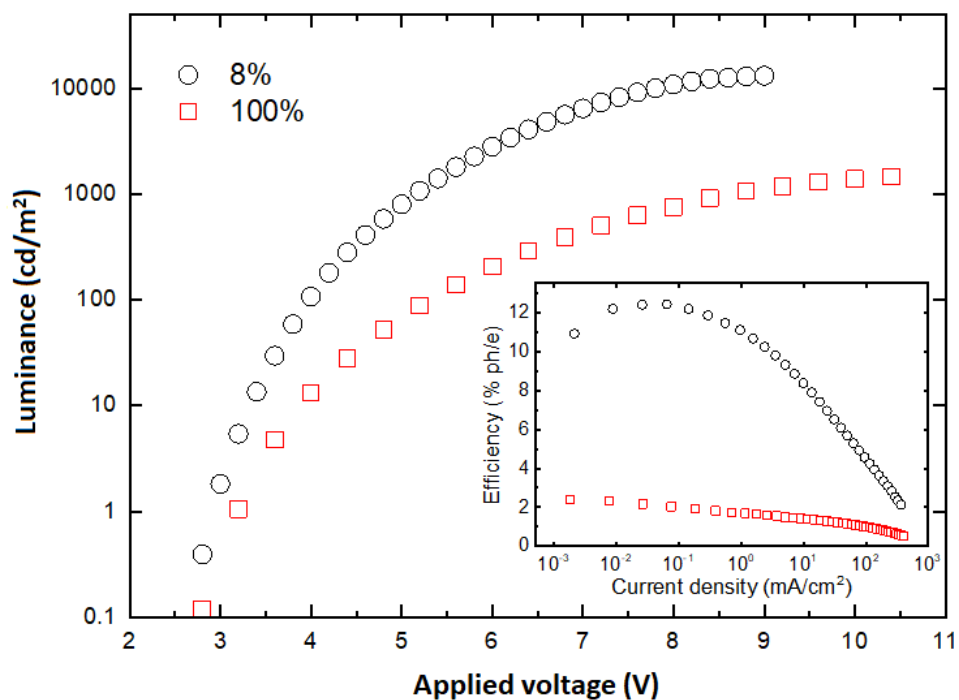 8%
100%
Luminance (cd/m²)
10000
1000
100
10
1
0.1
2 3 4 5 6 7 8 9 10 11
Applied voltage (V)
Efficiency (% ph/e)
12
10
8
6
4
2
0
10⁻³ 10⁻² 10⁻¹ 10⁰ 10¹ 10² 10³
Current density (mA/cm²)